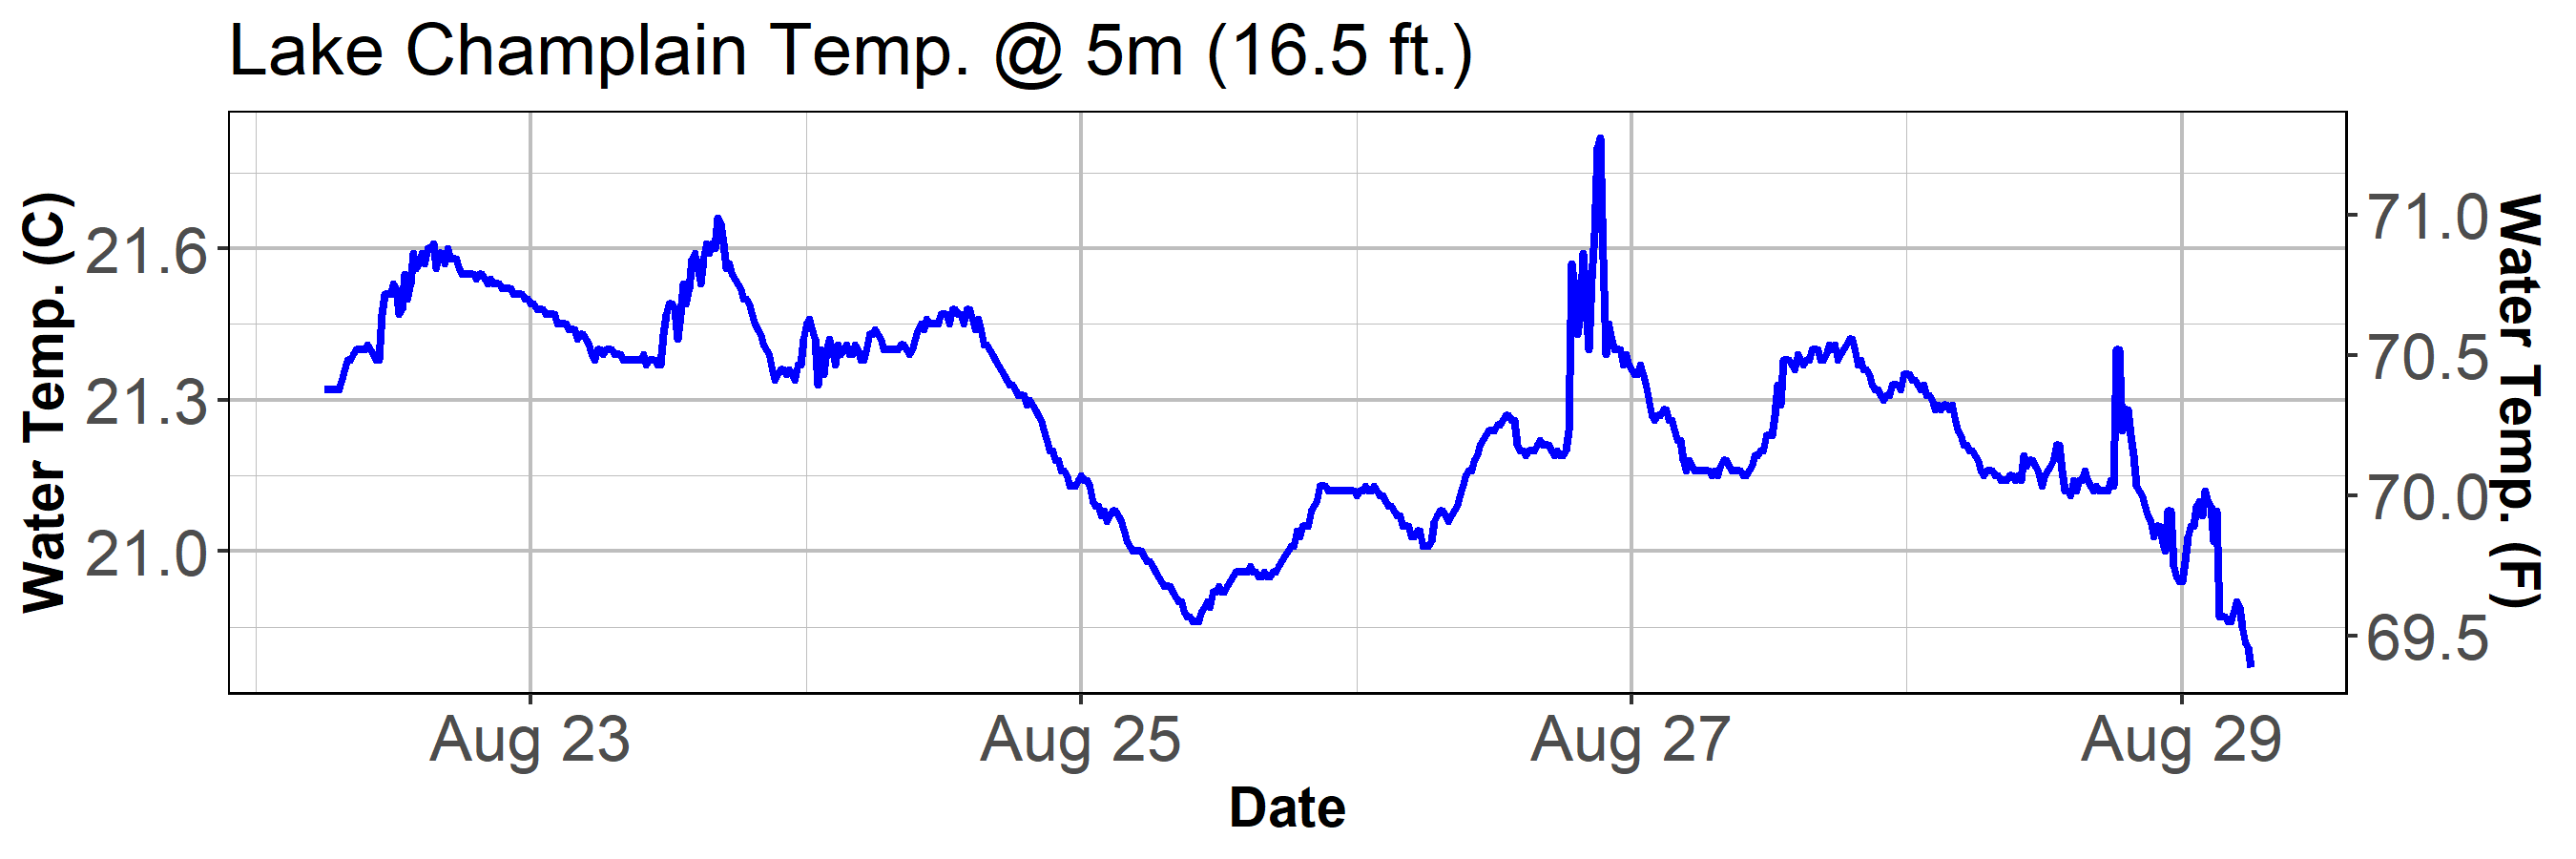 Lake Champlain Temp. @ 5m (16.5 ft.)
Water Temp. (C)
21.6
21.3
21.0
71.0
70.5
70.0
69.5
Water Temp. (F)
Aug 23
Aug 25
Aug 27
Aug 29
Date